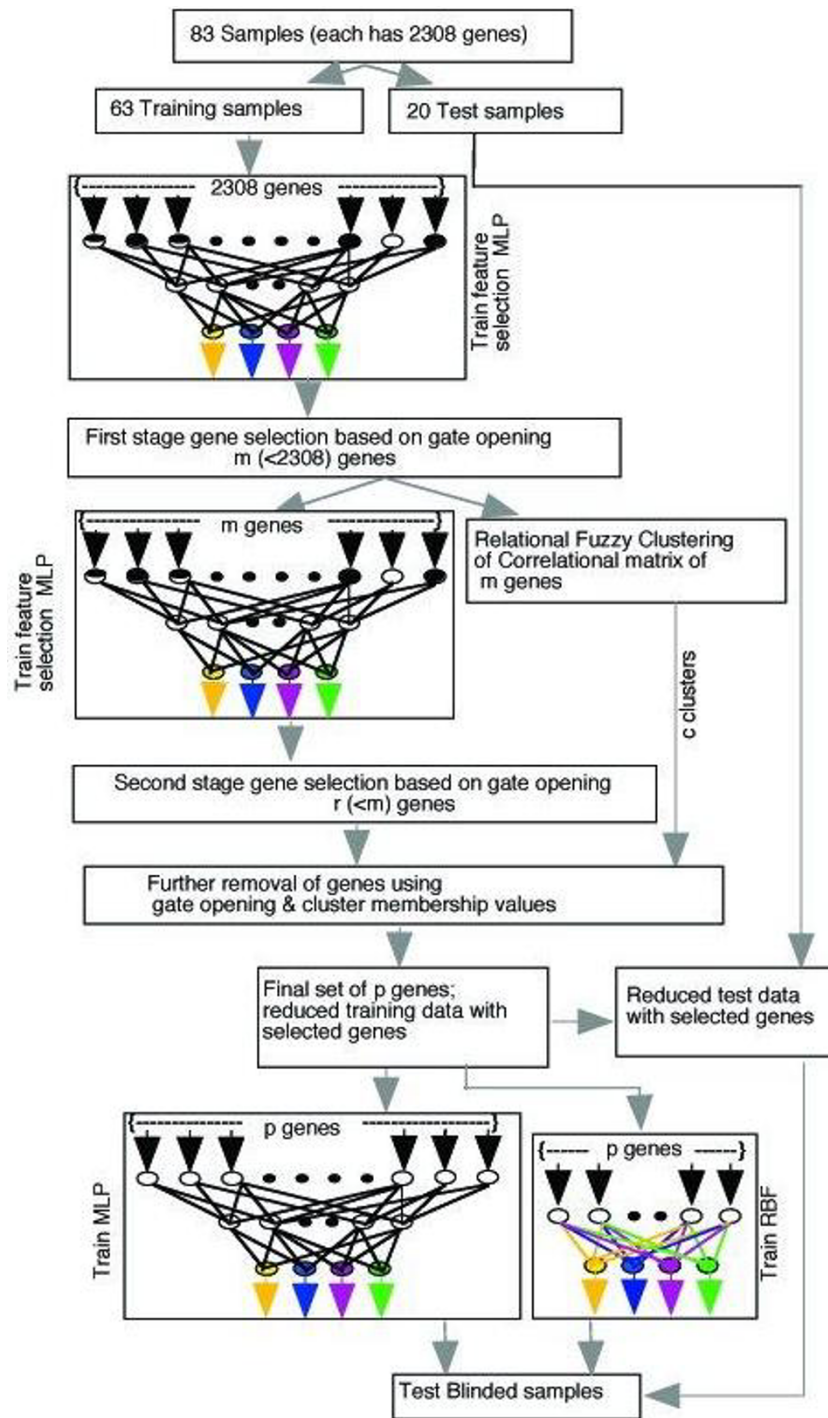 83 Samples (each has 2308 genes)
63 Training samples
20 Test samples
{------------------ 2308 genes ------------------}
Train feature
selection MLP
First stage gene selection based on gate opening
m (<2308) genes
{------------------ m genes ------------------}
Train feature
selection MLP
Relational Fuzzy Clustering
of Correlational matrix of
m genes
c clusters
Second stage gene selection based on gate opening
r (<m) genes
Further removal of genes using
gate opening & cluster membership values
Final set of p genes;
reduced training data with
selected genes
Reduced test data
with selected genes
{------------------ p genes ------------------}
Train MLP
{------ p genes ------}
Train RBF
Test Blinded samples